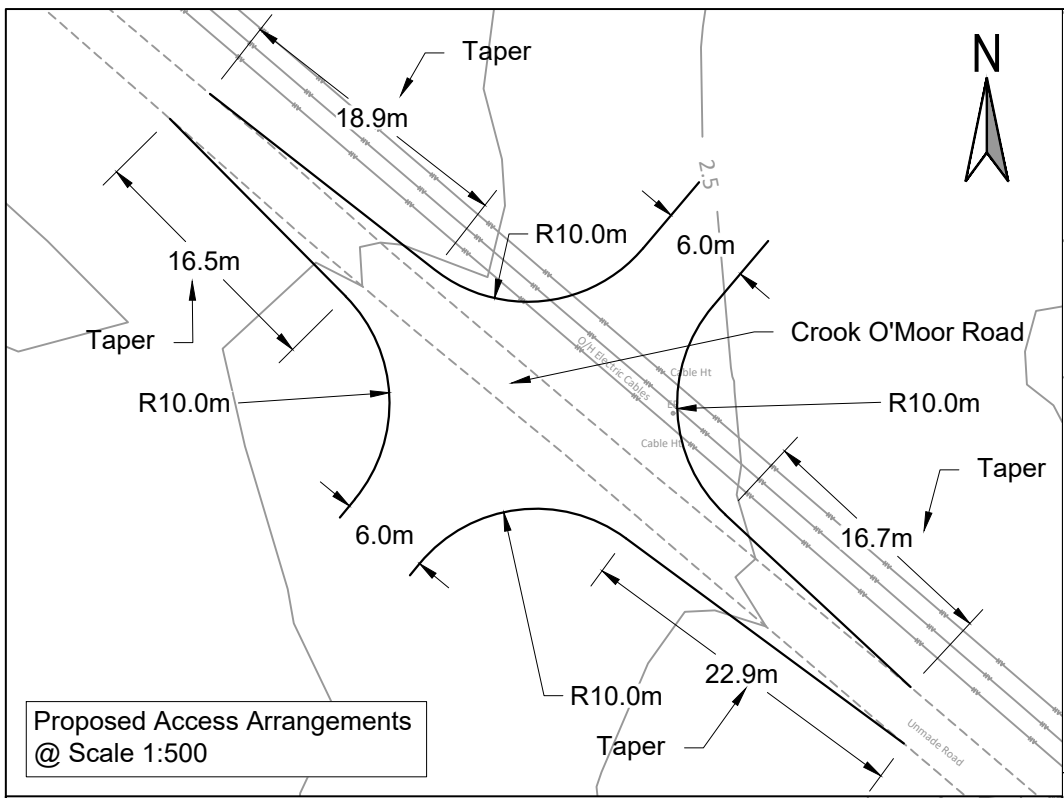 Taper
N
18.9m
2.5
R10.0m
6.0m
16.5m
Taper
Crook O'Moor Road
O/H Electric Cables
Cable Ht
R10.0m
R10.0m
Cable Ht
Taper
16.7m
6.0m
22.9m
R10.0m
Taper
Unmade Road
Proposed Access Arrangements
@ Scale 1:500